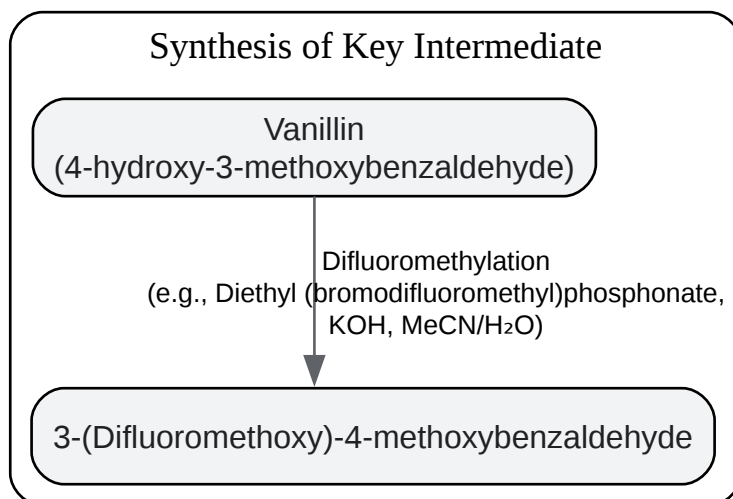 Synthesis of Key Intermediate
Vanillin
(4-hydroxy-3-methoxybenzaldehyde)
Difluoromethylation
(e.g., Diethyl (bromodifluoromethyl)phosphonate,
KOH, MeCN/H₂O)
3-(Difluoromethoxy)-4-methoxybenzaldehyde